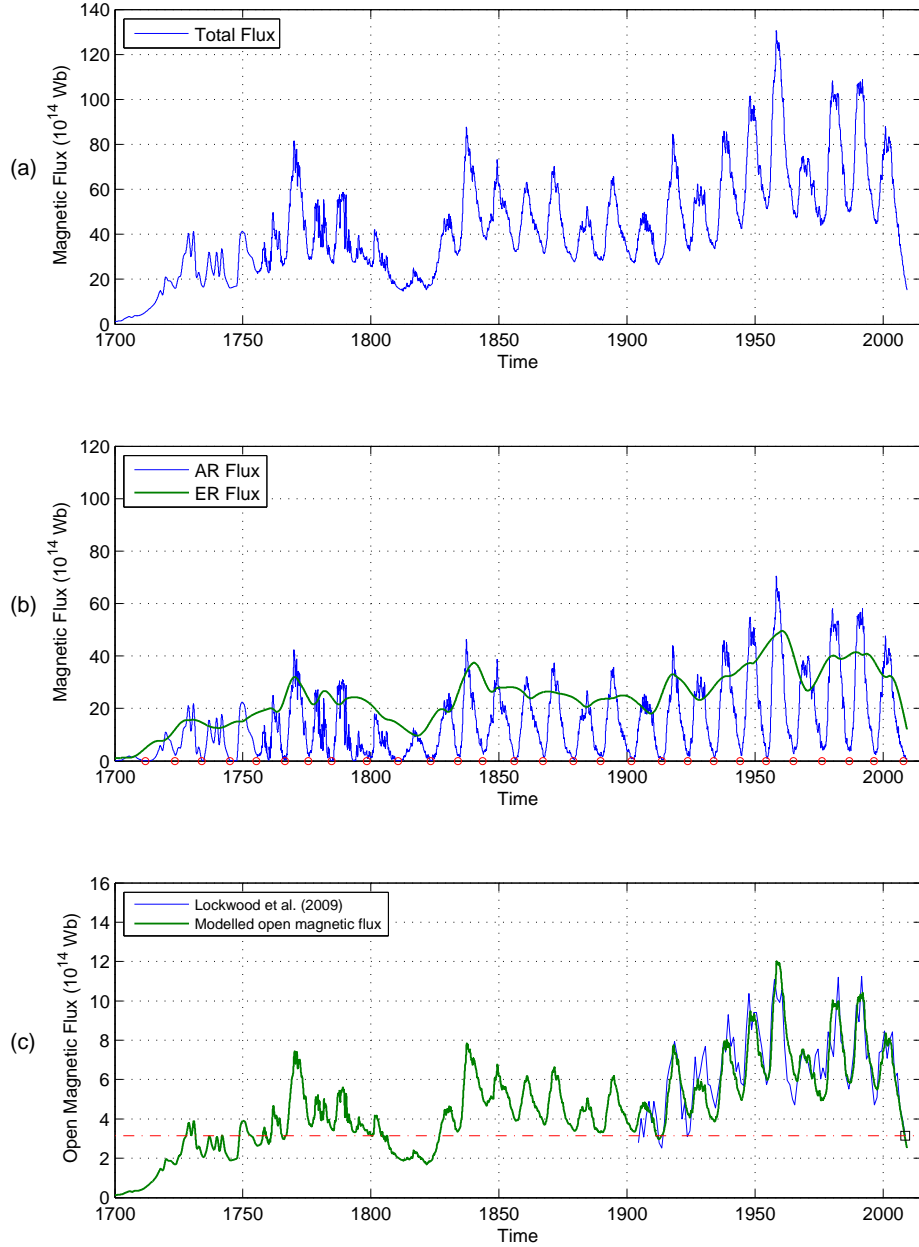 (a)
Magnetic Flux (10^14 Wb)
140
120
100
80
60
40
20
0
Total Flux
1700 1750 1800 1850 1900 1950 2000
Time
(b)
Magnetic Flux (10^14 Wb)
120
100
80
60
40
20
0
AR Flux
ER Flux
1700 1750 1800 1850 1900 1950 2000
Time
(c)
Open Magnetic Flux (10^14 Wb)
16
14
12
10
8
6
4
2
0
Lockwood et al. (2009)
Modelled open magnetic flux
1700 1750 1800 1850 1900 1950 2000
Time